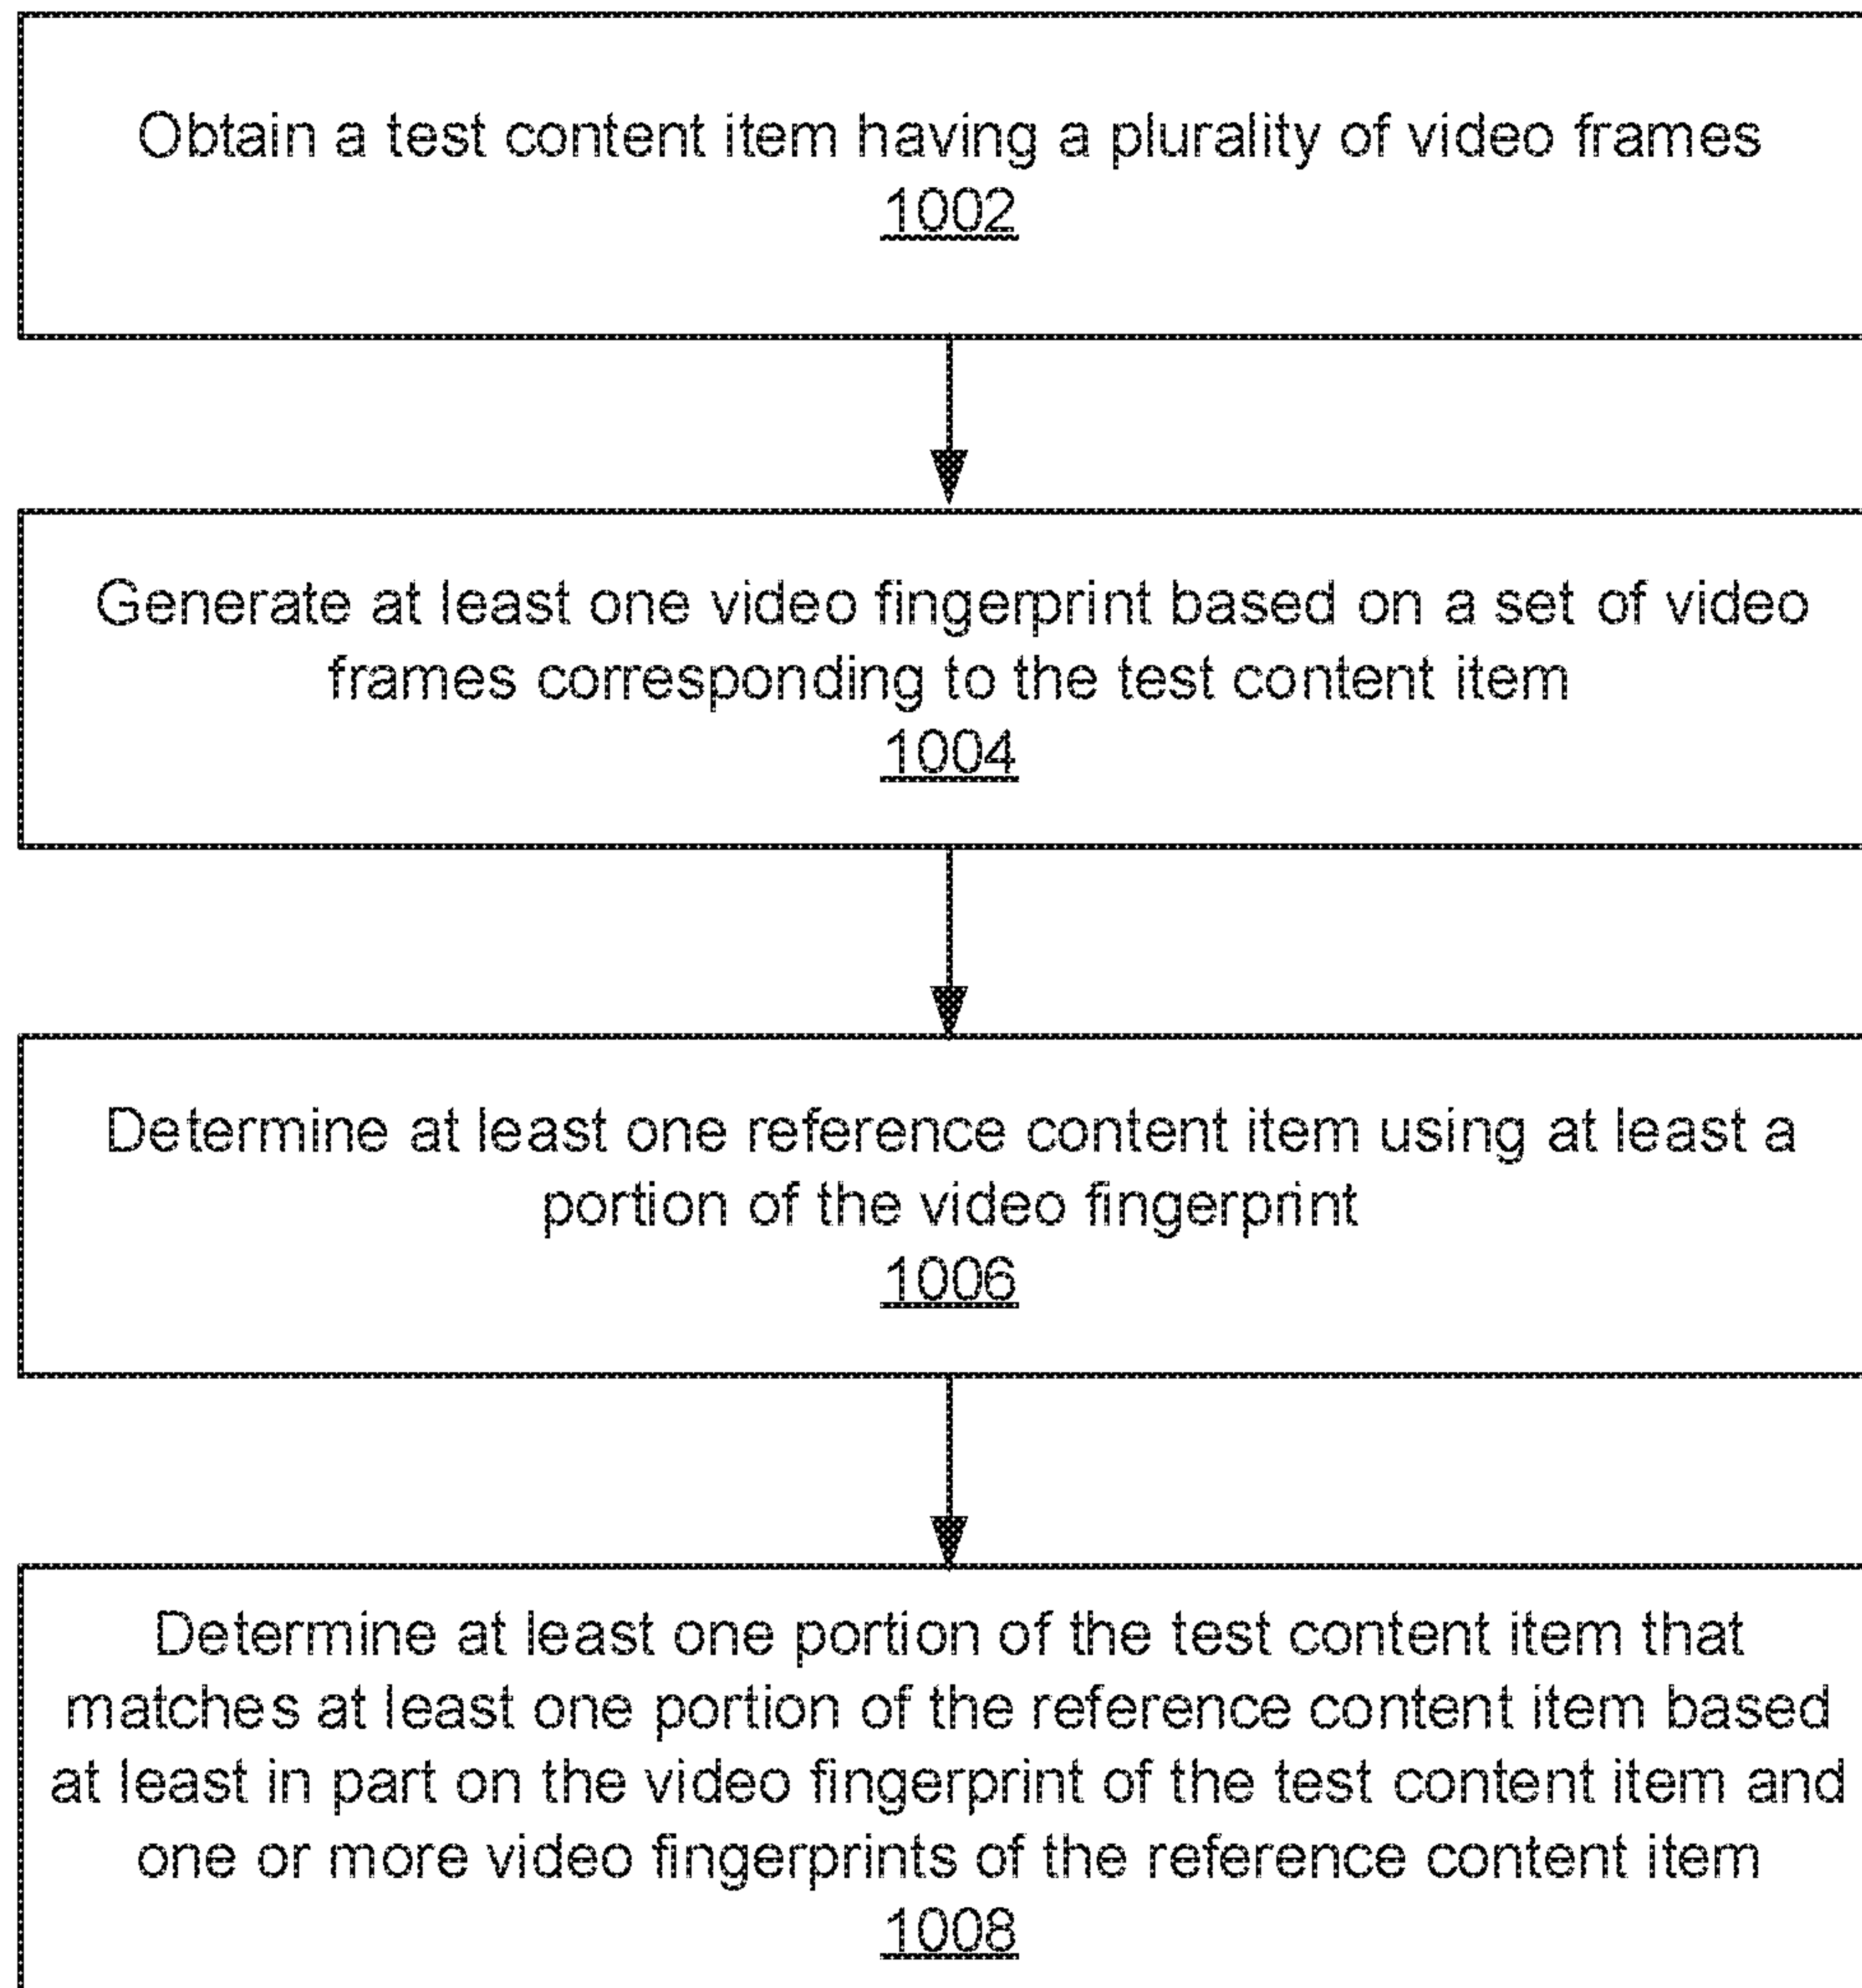 Obtain a test content item having a plurality of video frames
1002
Generate at least one video fingerprint based on a set of video
frames corresponding to the test content item
1004
Determine at least one reference content item using at least a
portion of the video fingerprint
1006
Determine at least one portion of the test content item that
matches at least one portion of the reference content item based
at least in part on the video fingerprint of the test content item and
one or more video fingerprints of the reference content item
1008